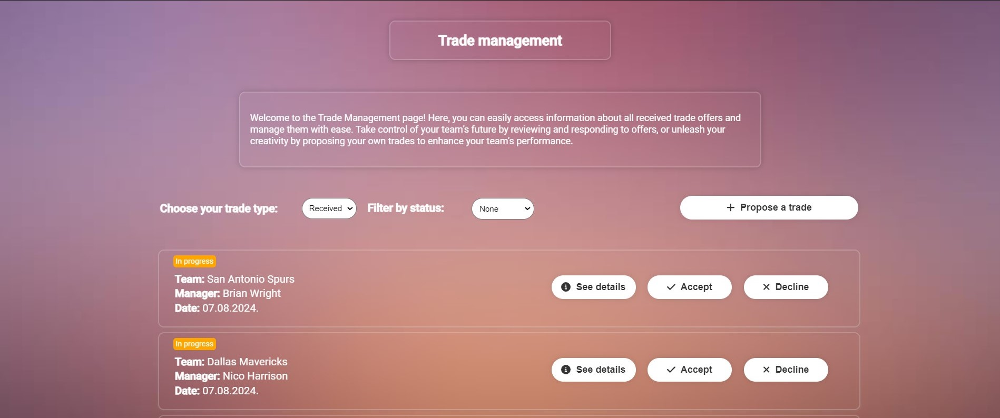 Trade management
Welcome to the Trade Management page! Here, you can easily access information about all received trade offers and
manage them with ease. Take control of your team’s future by reviewing and responding to offers, or unleash your
creativity by proposing your own trades to enhance your team’s performance.
Choose your trade type: Received Filter by status: None + Propose a trade
In progress
Team: San Antonio Spurs
Manager: Brian Wright
Date: 07.08.2024.
See details Accept Decline
In progress
Team: Dallas Mavericks
Manager: Nico Harrison
Date: 07.08.2024.
See details Accept Decline